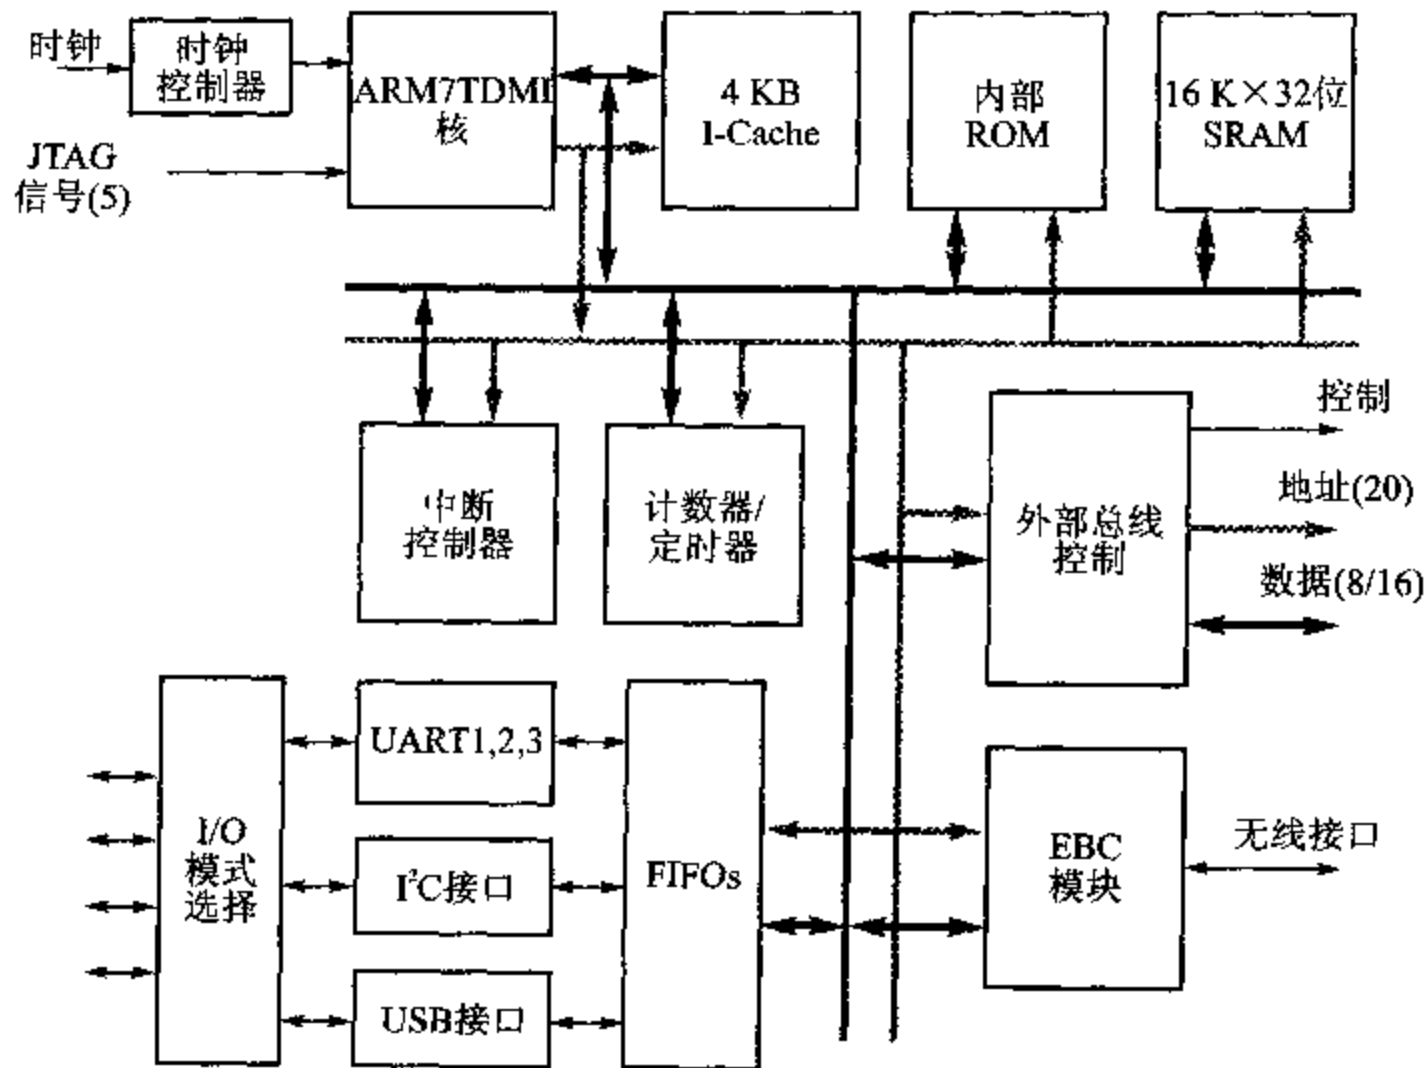 时钟
时钟
控制器
JTAG
信号(5)
ARM7TDMI
核
4 KB
I-Cache
内部
ROM
16 K×32位
SRAM
中断
控制器
计数器/
定时器
外部总线
控制
控制
地址(20)
数据(8/16)
I/O
模式
选择
UART1,2,3
I²C接口
USB接口
FIFOs
EBC
模块
无线接口